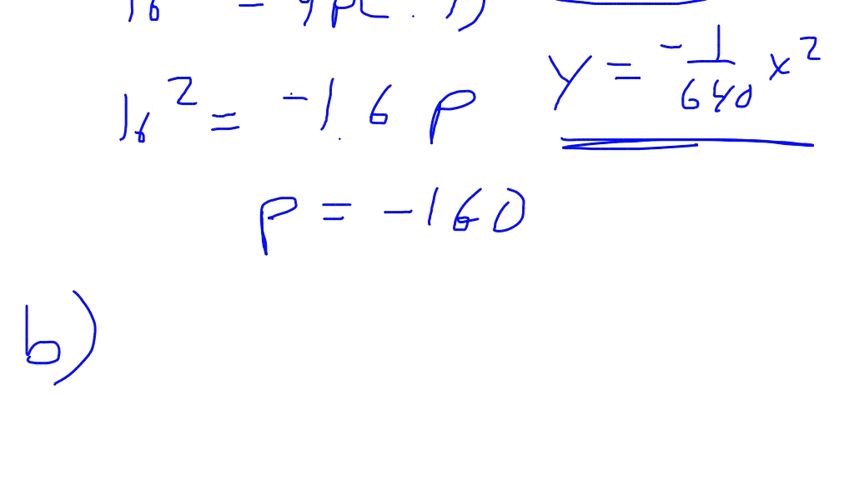 16² = -1.6 p
y = -1/640 x²
p = -160
b)